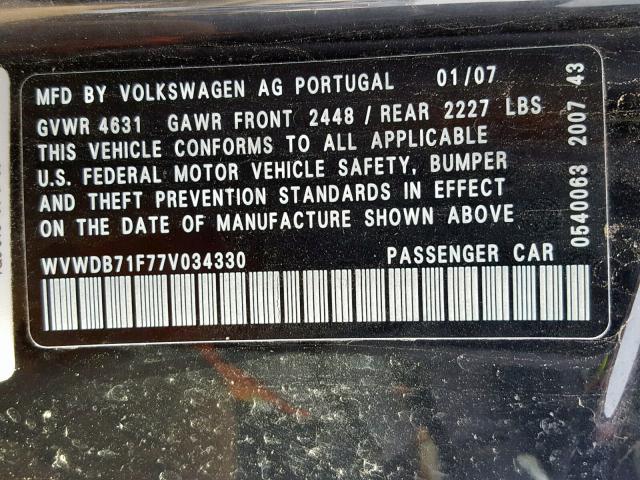 MFD BY VOLKSWAGEN AG PORTUGAL 01/07
GVWR 4631 GAWR FRONT 2448 / REAR 2227 LBS
THIS VEHICLE CONFORMS TO ALL APPLICABLE
U.S. FEDERAL MOTOR VEHICLE SAFETY, BUMPER
AND THEFT PREVENTION STANDARDS IN EFFECT
ON THE DATE OF MANUFACTURE SHOWN ABOVE
WVWDB71F77V034330 PASSENGER CAR
0540063 2007 43